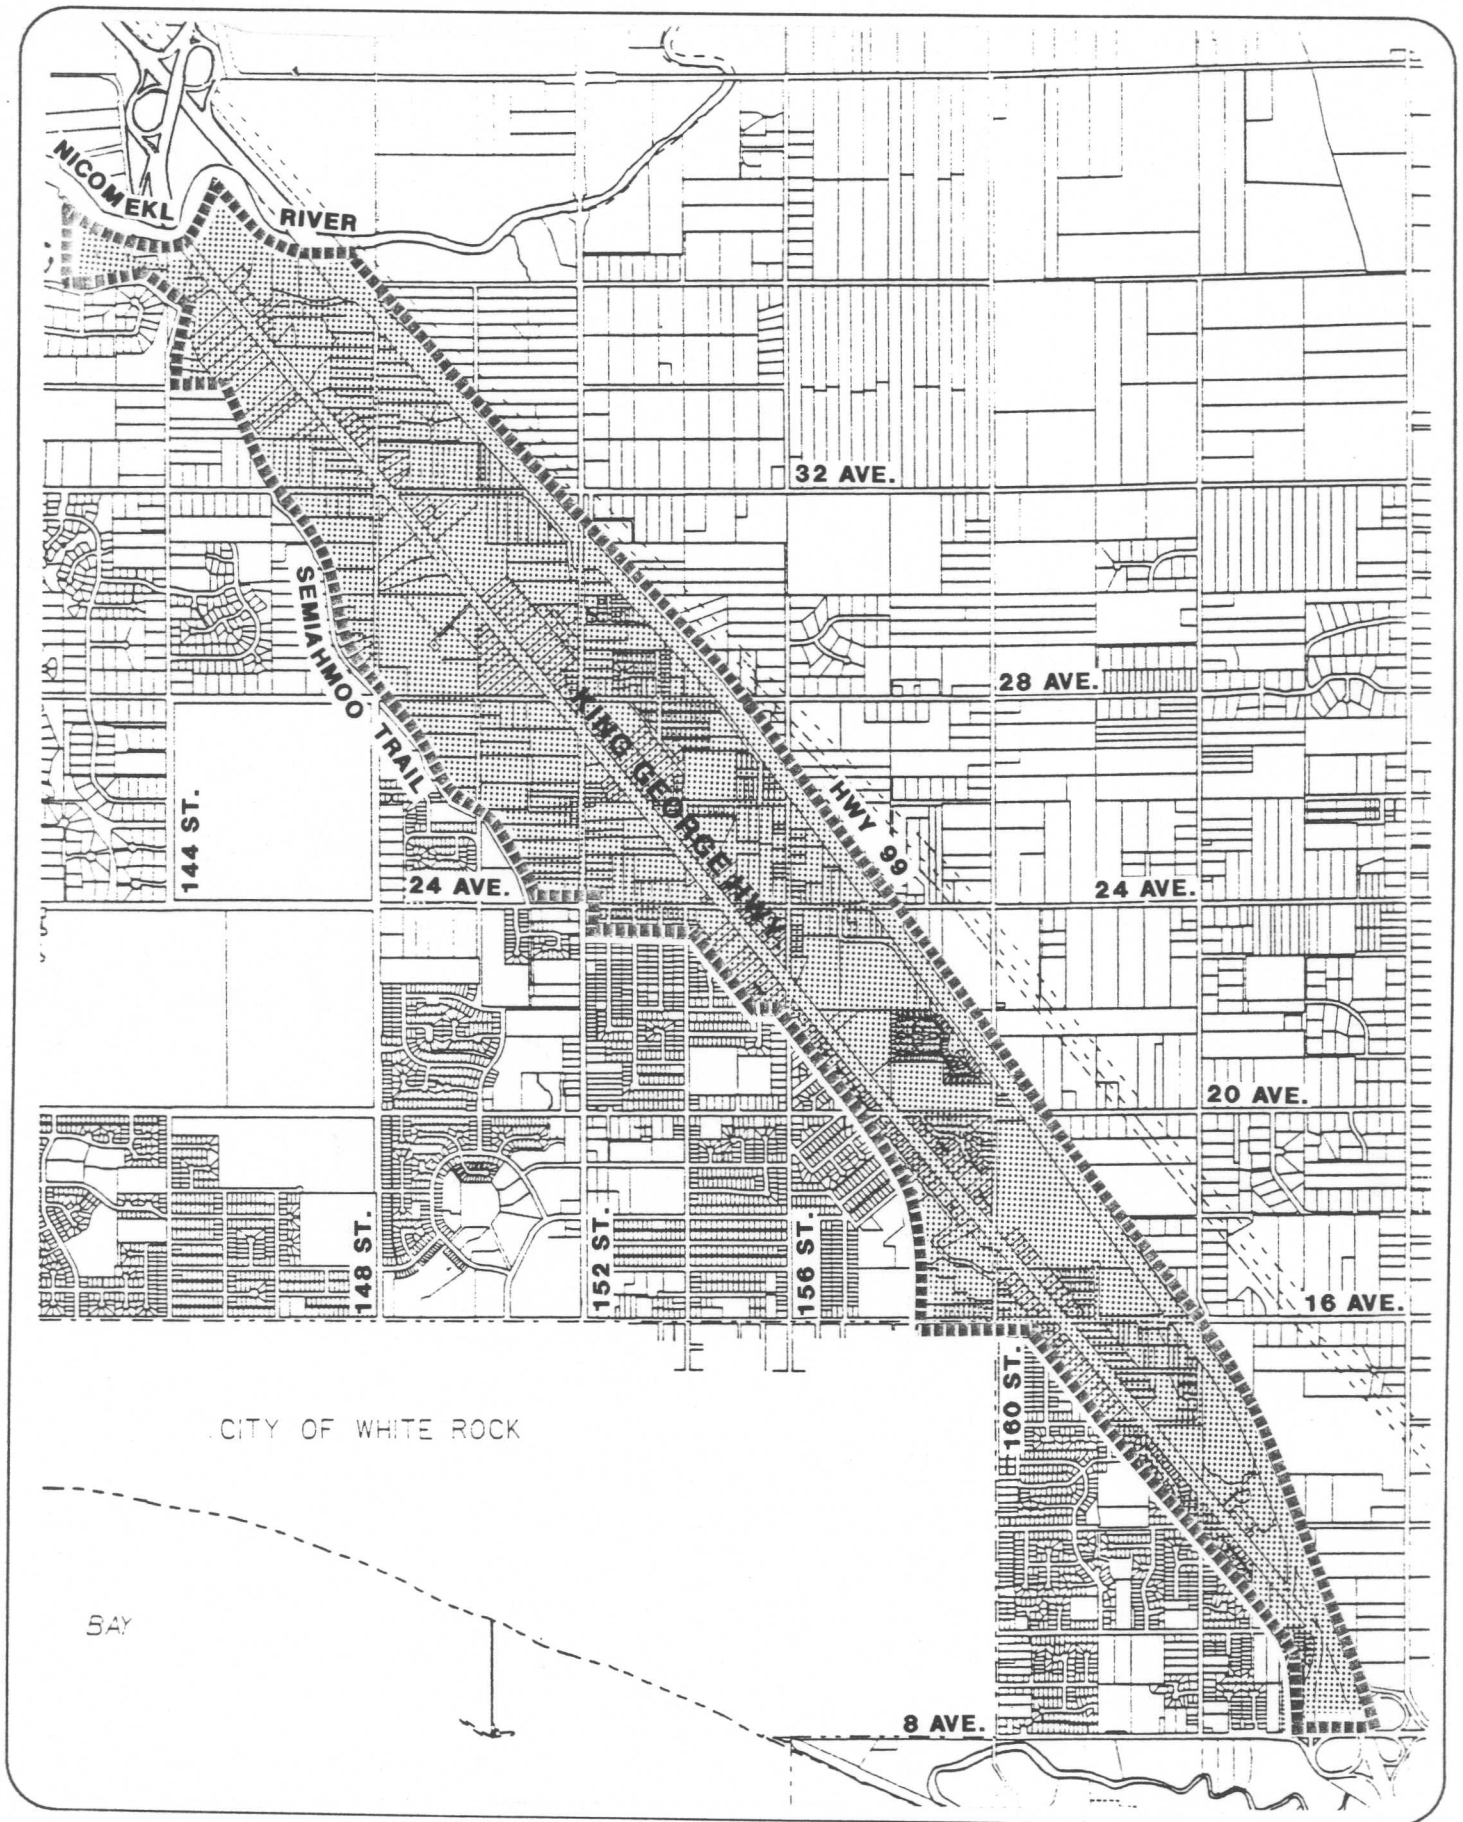 NICOMEKL RIVER
32 AVE.
SEMIAHMOO TRAIL
28 AVE.
KING GEORGE HWY
HWY 99
144 ST.
24 AVE.
24 AVE.
20 AVE.
148 ST.
152 ST.
156 ST.
16 AVE.
160 ST.
CITY OF WHITE ROCK
BAY
8 AVE.